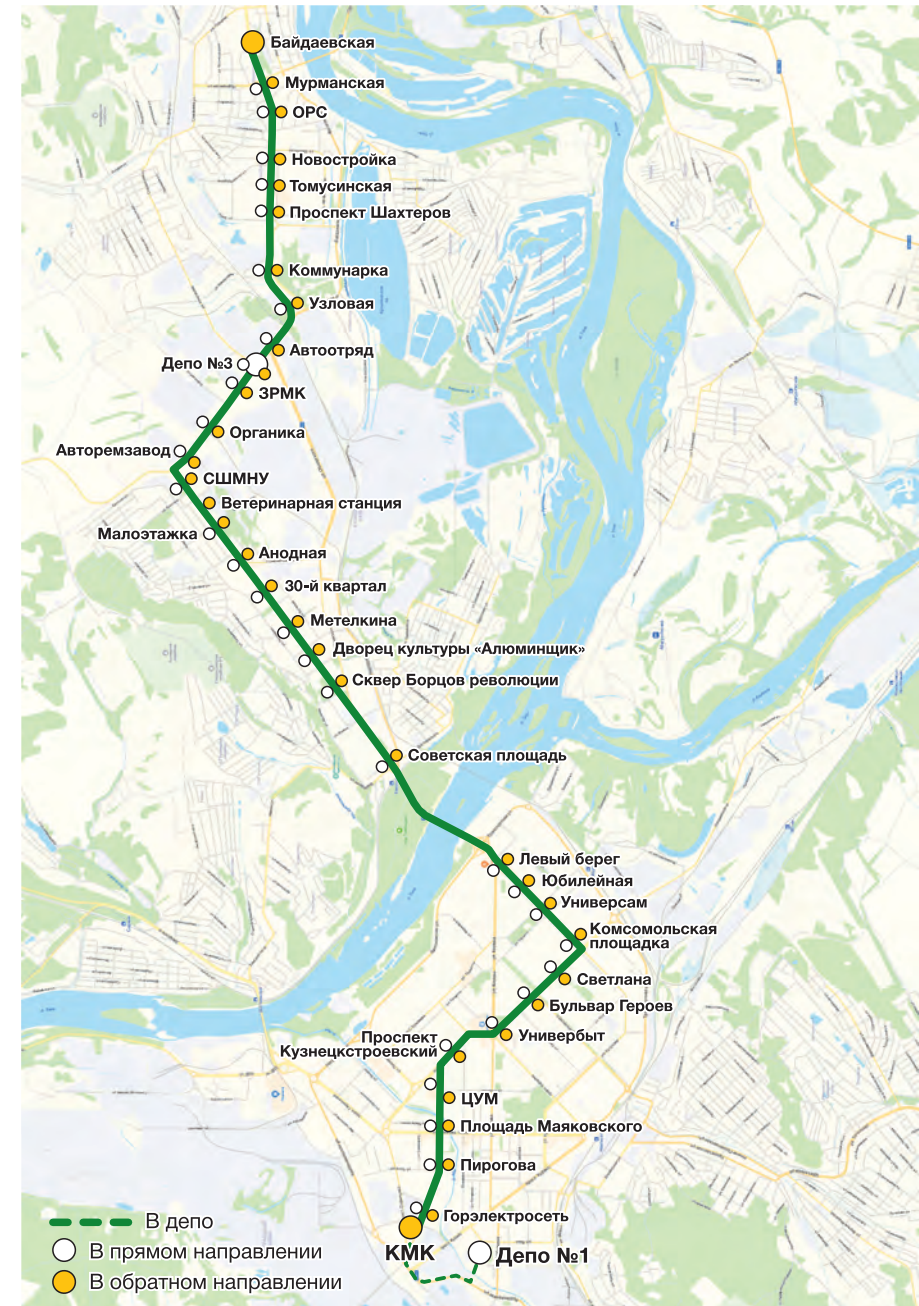 Байдаевская
Мурманская
ОРС
Новостройка
Томусинская
Проспект Шахтеров
Коммунарка
Узловая
Автоотряд
Депо №3
ЗРМК
Органика
Авторемзавод
СШМНУ
Ветеринарная станция
Малоэтажка
Анодная
30-й квартал
Метелкина
Дворец культуры «Алюминщик»
Сквер Борцов революции
Советская площадь
Левый берег
Юбилейная
Универсам
Комсомольская
площадка
Светлана
Бульвар Героев
Универбыт
Проспект
Кузнецкстроевский
ЦУМ
Площадь Маяковского
Пирогова
Горэлектросеть
КМК
Депо №1
В депо
В прямом направлении
В обратном направлении